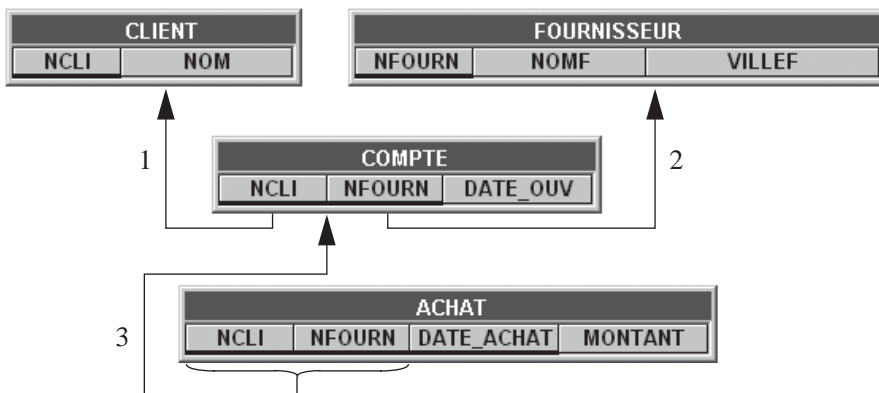 CLIENT
NCLI NOM
FOURNISSEUR
NFOURN NOMF VILLEF
1
2
COMPTE
NCLI NFOURN DATE_OUV
3
ACHAT
NCLI NFOURN DATE_ACHAT MONTANT